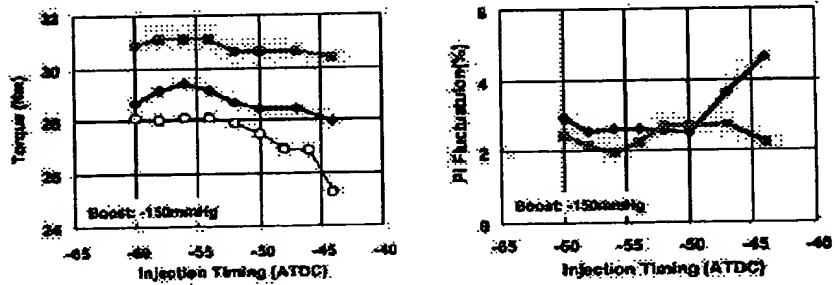 32
30
28
26
24
Torque (Nm)
Boost: -150mmHg
-65 -60 -55 -50 -45 -40
Injection Timing (ATDC)
6
4
2
0
Pi Fluctuation(%)
Boost: -150mmHg
-65 -60 -55 -50 -45 -40
Injection Timing (ATDC)